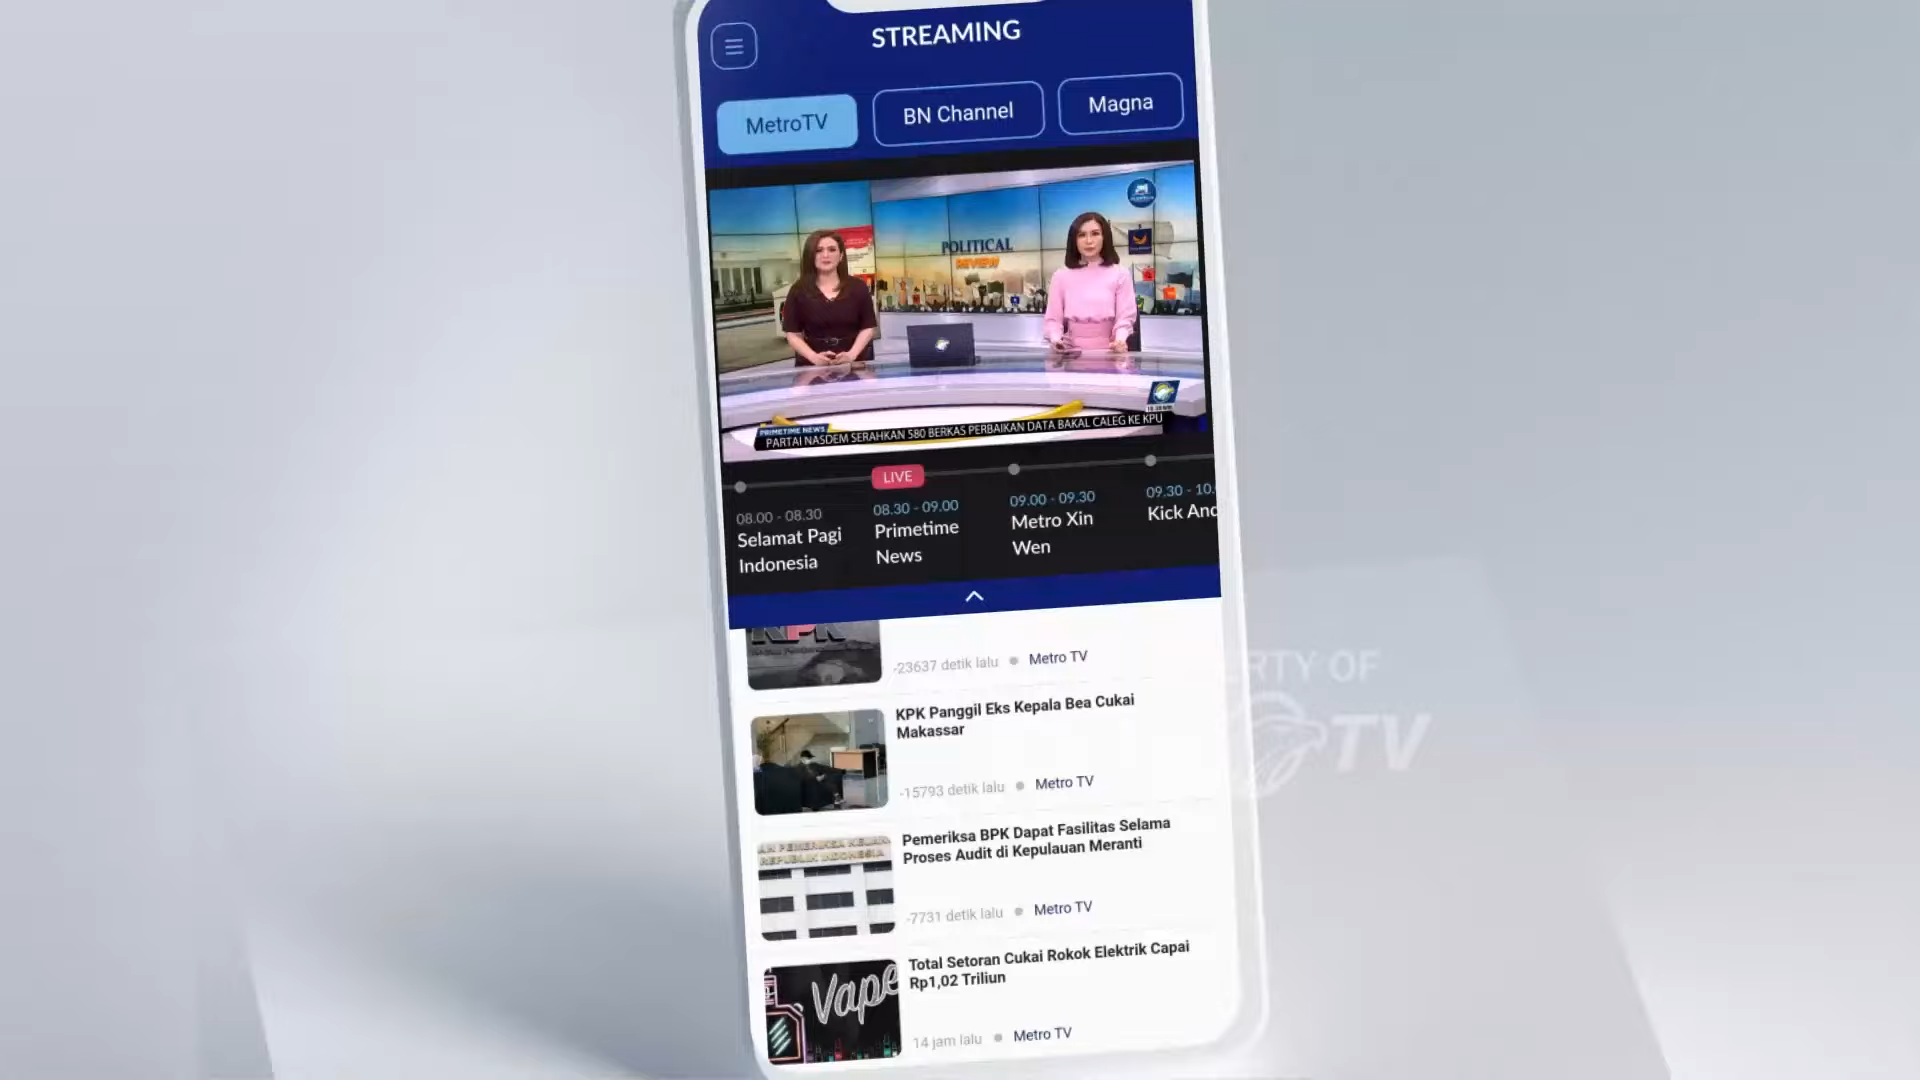 STREAMING
MetroTV
BN Channel
Magna
POLITICAL
REVIEW
PRIMETIME NEWS
PARTAI NASDEM SERAHKAN 580 BERKAS PERBAIKAN DATA BAKAL CALEG KE KPU
LIVE
08.00 - 08.30
Selamat Pagi
Indonesia
08.30 - 09.00
Primetime
News
09.00 - 09.30
Metro Xin
Wen
09.30 - 10.
Kick And
KPK
-23637 detik lalu
Metro TV
KPK Panggil Eks Kepala Bea Cukai
Makassar
-15793 detik lalu
Metro TV
PEMERIKSA
REPUBLIK INDONESIA
Pemeriksa BPK Dapat Fasilitas Selama
Proses Audit di Kepulauan Meranti
-7731 detik lalu
Metro TV
Vape
Total Setoran Cukai Rokok Elektrik Capai
Rp1,02 Triliun
14 jam lalu
Metro TV
RTY OF
TV